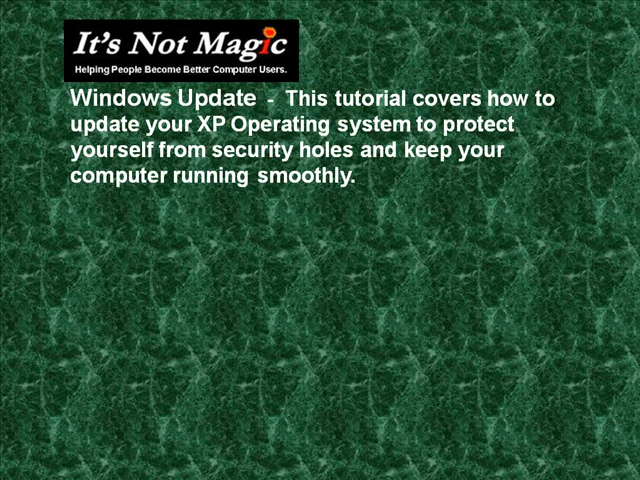 It's Not Magic
Helping People Become Better Computer Users.
Windows Update - This tutorial covers how to
update your XP Operating system to protect
yourself from security holes and keep your
computer running smoothly.